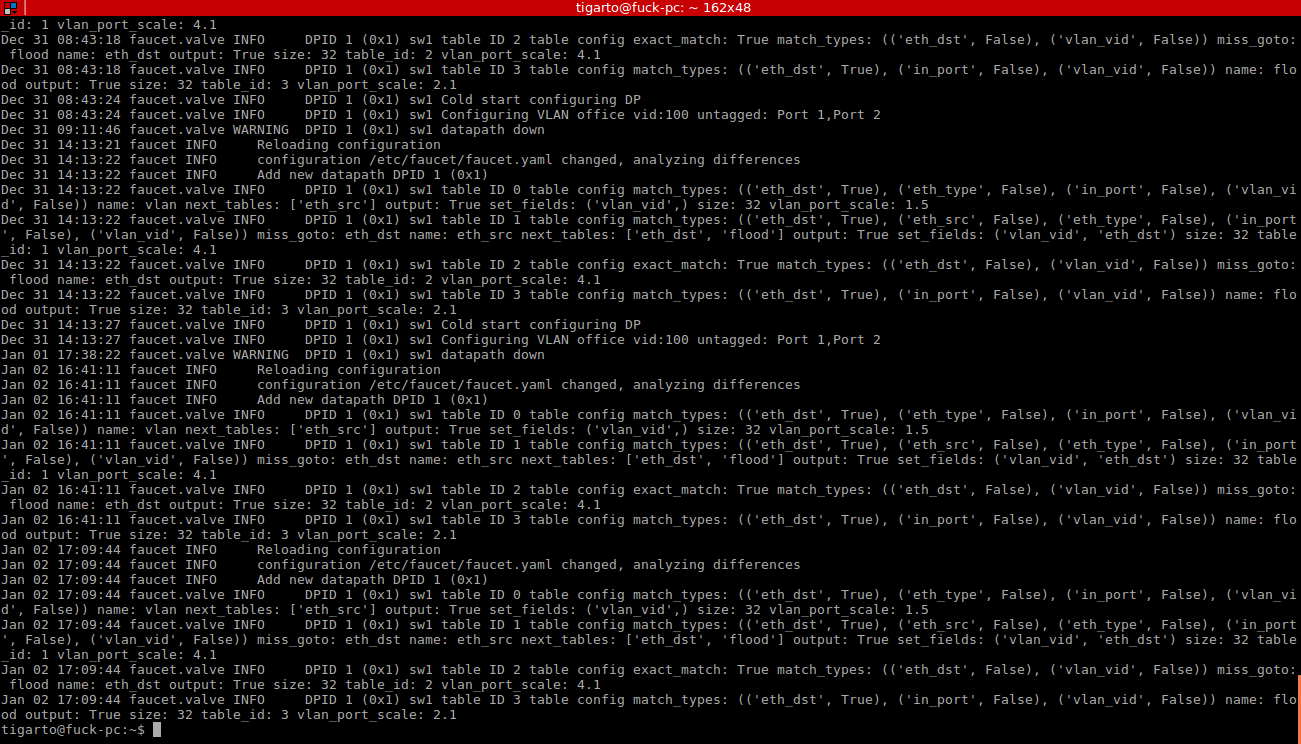 tigarto@fuck-pc: ~ 162x48
_id: 1 vlan_port_scale: 4.1
Dec 31 08:43:18 faucet.valve INFO     DPID 1 (0x1) sw1 table ID 2 table config exact_match: True match_types: (('eth_dst', False), ('vlan_vid', False)) miss_goto:
 flood name: eth_dst output: True size: 32 table_id: 2 vlan_port_scale: 4.1
Dec 31 08:43:18 faucet.valve INFO     DPID 1 (0x1) sw1 table ID 3 table config match_types: (('eth_dst', True), ('in_port', False), ('vlan_vid', False)) name: flo
od output: True size: 32 table_id: 3 vlan_port_scale: 2.1
Dec 31 08:43:24 faucet.valve INFO     DPID 1 (0x1) sw1 Cold start configuring DP
Dec 31 08:43:24 faucet.valve INFO     DPID 1 (0x1) sw1 Configuring VLAN office vid:100 untagged: Port 1,Port 2
Dec 31 09:11:46 faucet.valve WARNING  DPID 1 (0x1) sw1 datapath down
Dec 31 14:13:21 faucet INFO     Reloading configuration
Dec 31 14:13:22 faucet INFO     configuration /etc/faucet/faucet.yaml changed, analyzing differences
Dec 31 14:13:22 faucet INFO     Add new datapath DPID 1 (0x1)
Dec 31 14:13:22 faucet.valve INFO     DPID 1 (0x1) sw1 table ID 0 table config match_types: (('eth_dst', True), ('eth_type', False), ('in_port', False), ('vlan_vi
d', False)) name: vlan next_tables: ['eth_src'] output: True set_fields: ('vlan_vid',) size: 32 vlan_port_scale: 1.5
Dec 31 14:13:22 faucet.valve INFO     DPID 1 (0x1) sw1 table ID 1 table config match_types: (('eth_dst', True), ('eth_src', False), ('eth_type', False), ('in_port
', False), ('vlan_vid', False)) miss_goto: eth_dst name: eth_src next_tables: ['eth_dst', 'flood'] output: True set_fields: ('vlan_vid', 'eth_dst') size: 32 table
_id: 1 vlan_port_scale: 4.1
Dec 31 14:13:22 faucet.valve INFO     DPID 1 (0x1) sw1 table ID 2 table config exact_match: True match_types: (('eth_dst', False), ('vlan_vid', False)) miss_goto:
 flood name: eth_dst output: True size: 32 table_id: 2 vlan_port_scale: 4.1
Dec 31 14:13:22 faucet.valve INFO     DPID 1 (0x1) sw1 table ID 3 table config match_types: (('eth_dst', True), ('in_port', False), ('vlan_vid', False)) name: flo
od output: True size: 32 table_id: 3 vlan_port_scale: 2.1
Dec 31 14:13:27 faucet.valve INFO     DPID 1 (0x1) sw1 Cold start configuring DP
Dec 31 14:13:27 faucet.valve INFO     DPID 1 (0x1) sw1 Configuring VLAN office vid:100 untagged: Port 1,Port 2
Jan 01 17:38:22 faucet.valve WARNING  DPID 1 (0x1) sw1 datapath down
Jan 02 16:41:11 faucet INFO     Reloading configuration
Jan 02 16:41:11 faucet INFO     configuration /etc/faucet/faucet.yaml changed, analyzing differences
Jan 02 16:41:11 faucet INFO     Add new datapath DPID 1 (0x1)
Jan 02 16:41:11 faucet.valve INFO     DPID 1 (0x1) sw1 table ID 0 table config match_types: (('eth_dst', True), ('eth_type', False), ('in_port', False), ('vlan_vi
d', False)) name: vlan next_tables: ['eth_src'] output: True set_fields: ('vlan_vid',) size: 32 vlan_port_scale: 1.5
Jan 02 16:41:11 faucet.valve INFO     DPID 1 (0x1) sw1 table ID 1 table config match_types: (('eth_dst', True), ('eth_src', False), ('eth_type', False), ('in_port
', False), ('vlan_vid', False)) miss_goto: eth_dst name: eth_src next_tables: ['eth_dst', 'flood'] output: True set_fields: ('vlan_vid', 'eth_dst') size: 32 table
_id: 1 vlan_port_scale: 4.1
Jan 02 16:41:11 faucet.valve INFO     DPID 1 (0x1) sw1 table ID 2 table config exact_match: True match_types: (('eth_dst', False), ('vlan_vid', False)) miss_goto:
 flood name: eth_dst output: True size: 32 table_id: 2 vlan_port_scale: 4.1
Jan 02 16:41:11 faucet.valve INFO     DPID 1 (0x1) sw1 table ID 3 table config match_types: (('eth_dst', True), ('in_port', False), ('vlan_vid', False)) name: flo
od output: True size: 32 table_id: 3 vlan_port_scale: 2.1
Jan 02 17:09:44 faucet INFO     Reloading configuration
Jan 02 17:09:44 faucet INFO     configuration /etc/faucet/faucet.yaml changed, analyzing differences
Jan 02 17:09:44 faucet INFO     Add new datapath DPID 1 (0x1)
Jan 02 17:09:44 faucet.valve INFO     DPID 1 (0x1) sw1 table ID 0 table config match_types: (('eth_dst', True), ('eth_type', False), ('in_port', False), ('vlan_vi
d', False)) name: vlan next_tables: ['eth_src'] output: True set_fields: ('vlan_vid',) size: 32 vlan_port_scale: 1.5
Jan 02 17:09:44 faucet.valve INFO     DPID 1 (0x1) sw1 table ID 1 table config match_types: (('eth_dst', True), ('eth_src', False), ('eth_type', False), ('in_port
', False), ('vlan_vid', False)) miss_goto: eth_dst name: eth_src next_tables: ['eth_dst', 'flood'] output: True set_fields: ('vlan_vid', 'eth_dst') size: 32 table
_id: 1 vlan_port_scale: 4.1
Jan 02 17:09:44 faucet.valve INFO     DPID 1 (0x1) sw1 table ID 2 table config exact_match: True match_types: (('eth_dst', False), ('vlan_vid', False)) miss_goto:
 flood name: eth_dst output: True size: 32 table_id: 2 vlan_port_scale: 4.1
Jan 02 17:09:44 faucet.valve INFO     DPID 1 (0x1) sw1 table ID 3 table config match_types: (('eth_dst', True), ('in_port', False), ('vlan_vid', False)) name: flo
od output: True size: 32 table_id: 3 vlan_port_scale: 2.1
tigarto@fuck-pc:~$